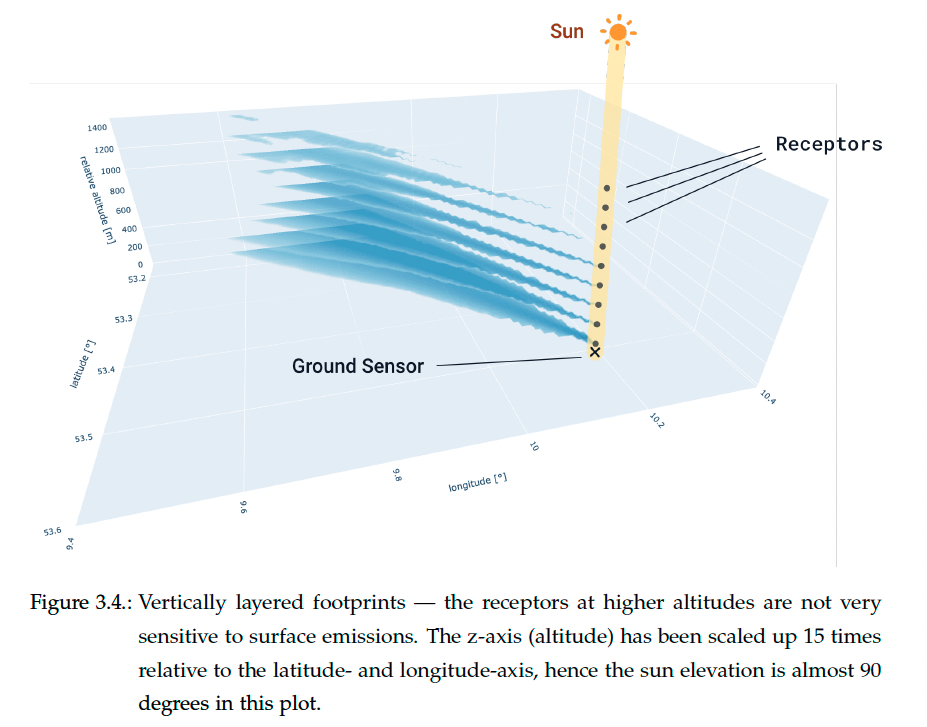 Sun
Receptors
1400
1200
1000
800
600
400
200
0
relative altitude [m]
53.2
53.3
53.4
53.5
53.6
latitude [°]
Ground Sensor
9.4
9.6
9.8
10
10.2
10.4
longitude [°]
Figure 3.4.: Vertically layered footprints — the receptors at higher altitudes are not very
sensitive to surface emissions. The z-axis (altitude) has been scaled up 15 times
relative to the latitude- and longitude-axis, hence the sun elevation is almost 90
degrees in this plot.